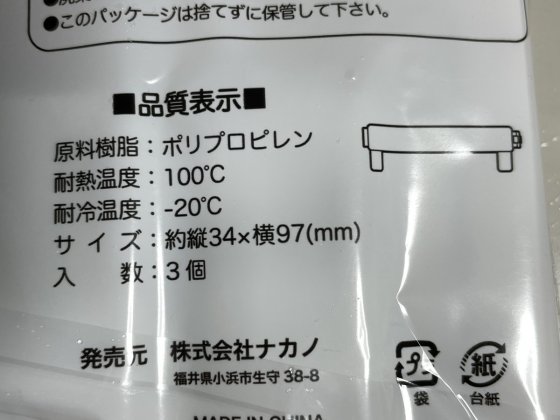 ●このパッケージは捨てずに保管して下さい。
■品質表示■
原料樹脂：ポリプロピレン
耐熱温度：100℃
耐冷温度：-20℃
サイズ：約縦34×横97(mm)
入数：3個
発売元 株式会社ナカノ
福井県小浜市生守 38-8
プラ 紙
袋 台紙
MADE IN CHINA